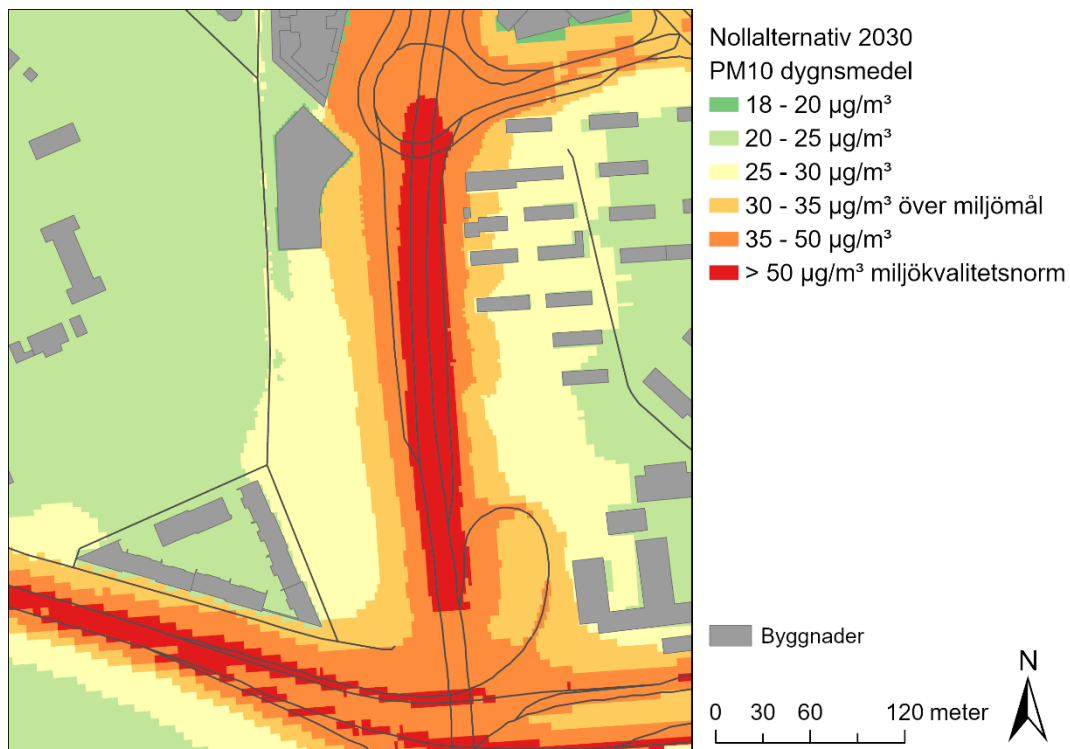 Nollalternativ 2030
PM10 dygnsmedel
18 - 20 µg/m³
20 - 25 µg/m³
25 - 30 µg/m³
30 - 35 µg/m³ över miljömål
35 - 50 µg/m³
> 50 µg/m³ miljökvalitetsnorm
Byggnader
N
0 30 60 120 meter